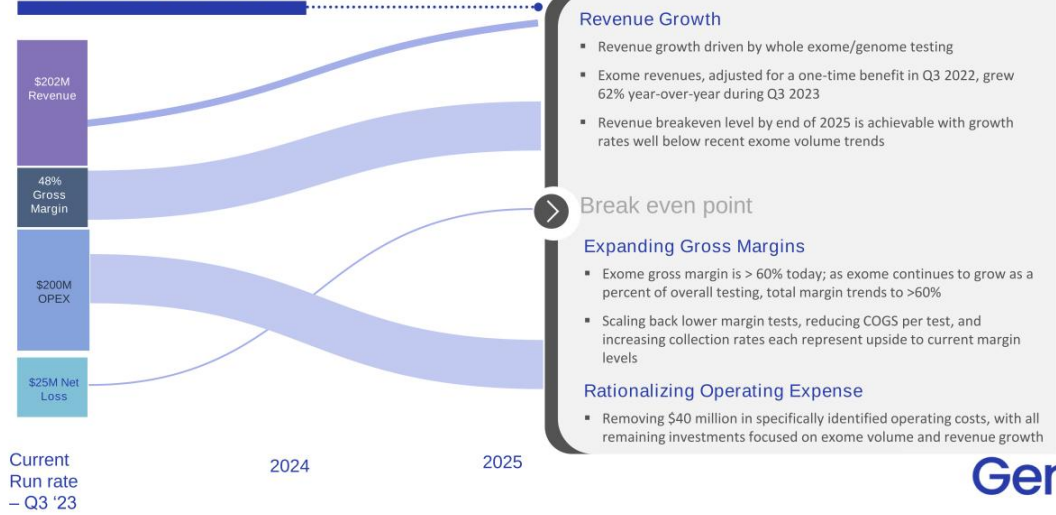 $202M
Revenue
48%
Gross
Margin
$200M
OPEX
$25M Net
Loss
Current
Run rate
– Q3 ‘23
2024
2025
Revenue Growth
▪ Revenue growth driven by whole exome/genome testing
▪ Exome revenues, adjusted for a one-time benefit in Q3 2022, grew
62% year-over-year during Q3 2023
▪ Revenue breakeven level by end of 2025 is achievable with growth
rates well below recent exome volume trends
Break even point
Expanding Gross Margins
▪ Exome gross margin is > 60% today; as exome continues to grow as a
percent of overall testing, total margin trends to >60%
▪ Scaling back lower margin tests, reducing COGS per test, and
increasing collection rates each represent upside to current margin
levels
Rationalizing Operating Expense
▪ Removing $40 million in specifically identified operating costs, with all
remaining investments focused on exome volume and revenue growth